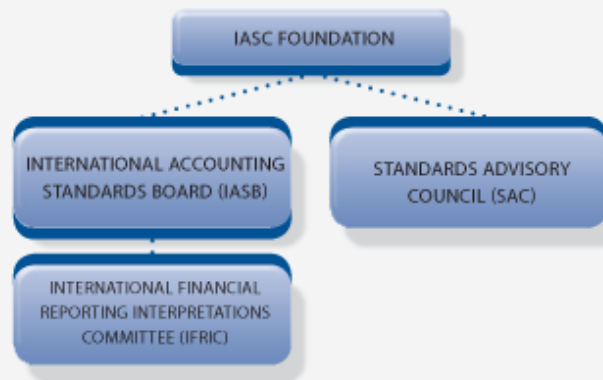 IASC FOUNDATION
INTERNATIONAL ACCOUNTING
STANDARDS BOARD (IASB)
STANDARDS ADVISORY
COUNCIL (SAC)
INTERNATIONAL FINANCIAL
REPORTING INTERPRETATIONS
COMMITTEE (IFRIC)